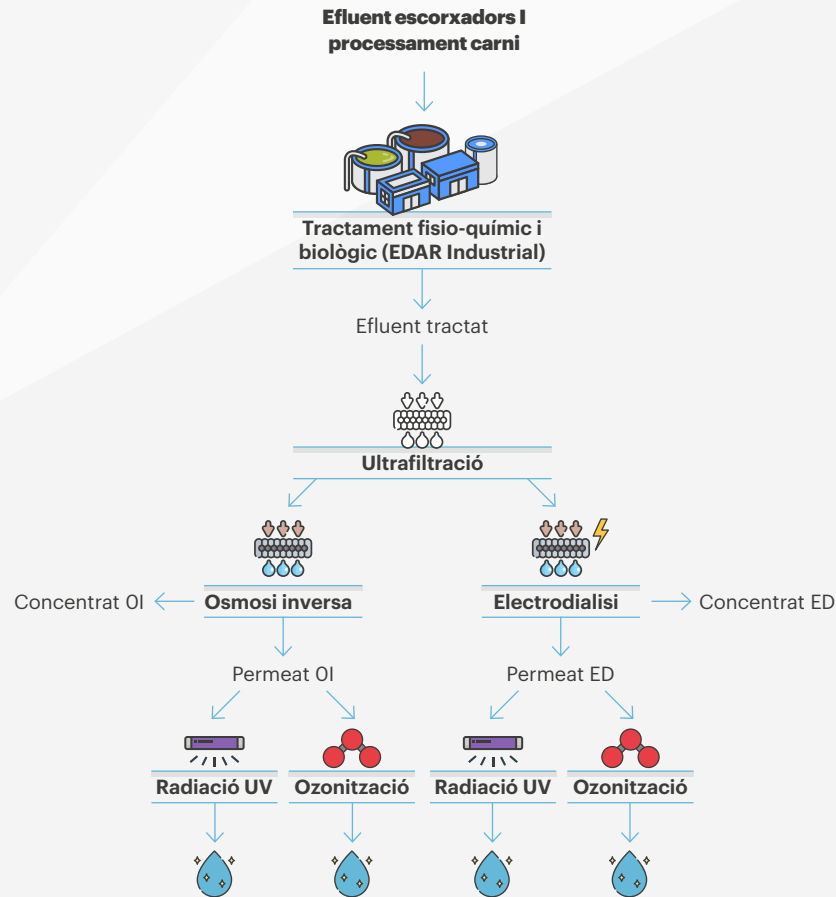 Efluent escorxadors I
processament carni
Tractament fisio-químic i
biològic (EDAR Industrial)
Efluent tractat
Ultrafiltració
Concentrat OI
Osmosi inversa
Electrodialisi
Concentrat ED
Permeat OI
Permeat ED
Radiació UV
Ozonització
Radiació UV
Ozonització